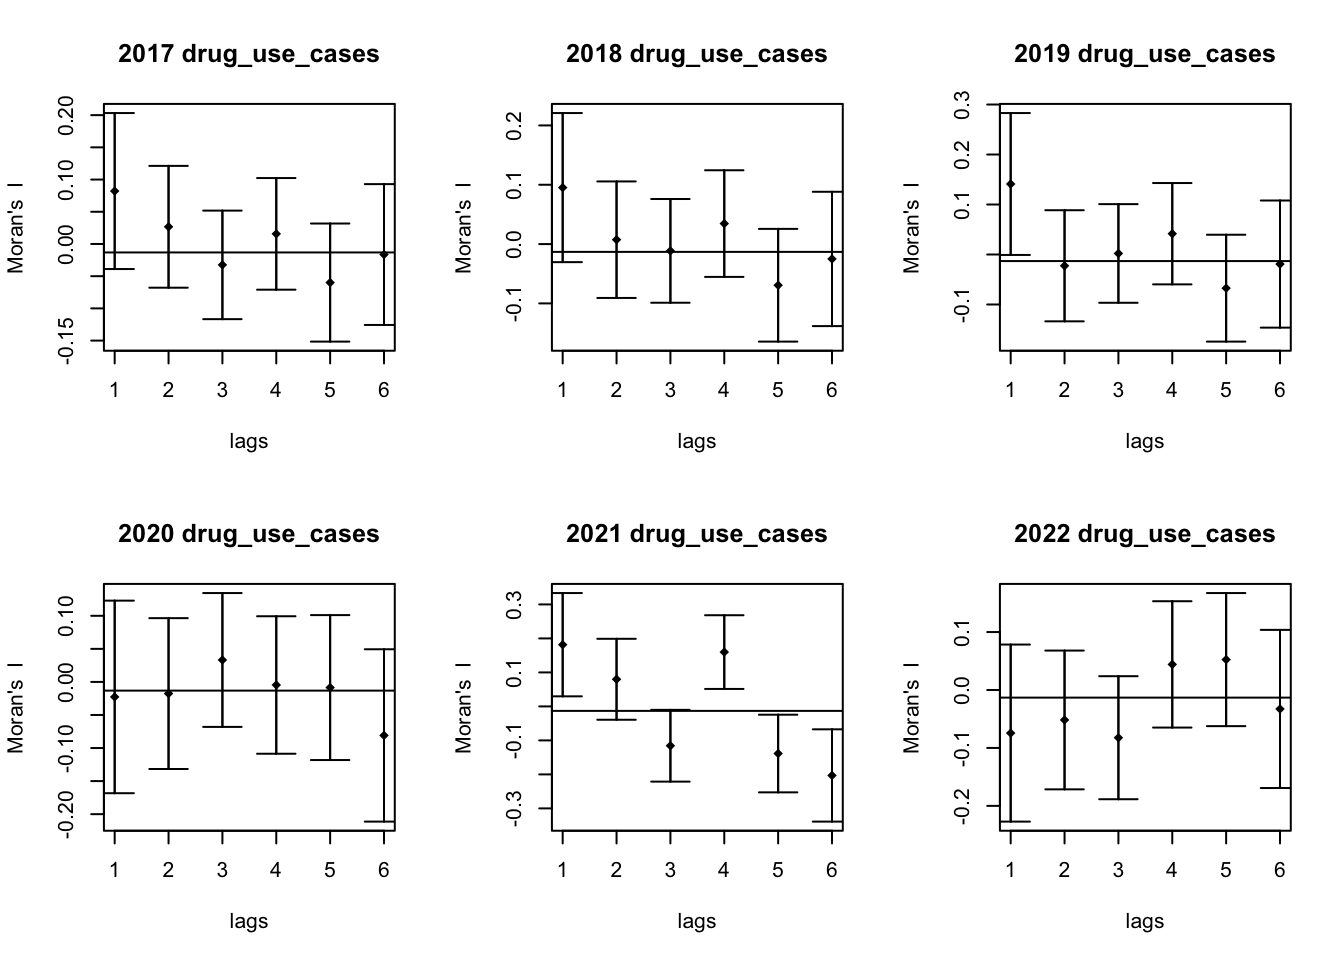 2017 drug_use_cases
Moran's I
0.20
0.10
0.00
-0.15
1 2 3 4 5 6
lags
2018 drug_use_cases
Moran's I
0.2
0.1
0.0
-0.1
1 2 3 4 5 6
lags
2019 drug_use_cases
Moran's I
0.3
0.2
0.1
-0.1
1 2 3 4 5 6
lags
2020 drug_use_cases
Moran's I
0.10
0.00
-0.10
-0.20
1 2 3 4 5 6
lags
2021 drug_use_cases
Moran's I
0.3
0.1
-0.1
-0.3
1 2 3 4 5 6
lags
2022 drug_use_cases
Moran's I
0.1
0.0
-0.1
-0.2
1 2 3 4 5 6
lags